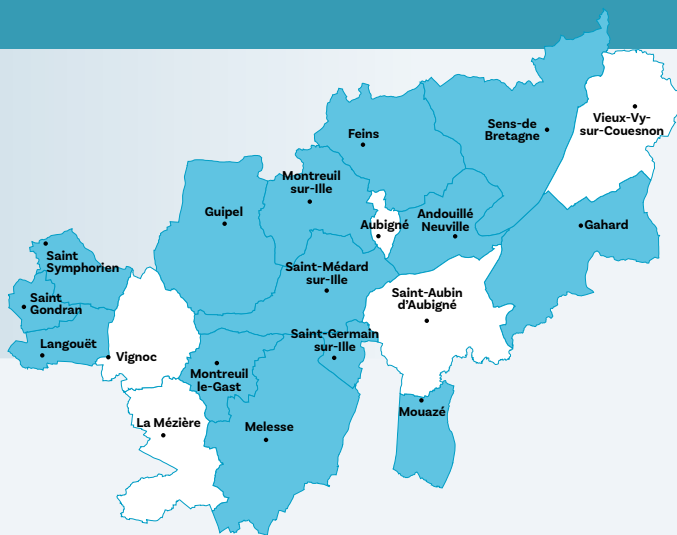 Sens-de
Bretagne
Vieux-Vy-
sur-Couesnon
Feins
Montreuil
sur-Ille
Guipel
Aubigné
Andouillé
Neuville
Gahard
Saint
Symphorien
Saint-Médard
sur-Ille
Saint
Gondran
Saint-Aubin
d'Aubigné
Langouët
Vignoc
Saint-Germain
sur-Ille
Montreuil
le-Gast
Mouazé
La Mézière
Melesse